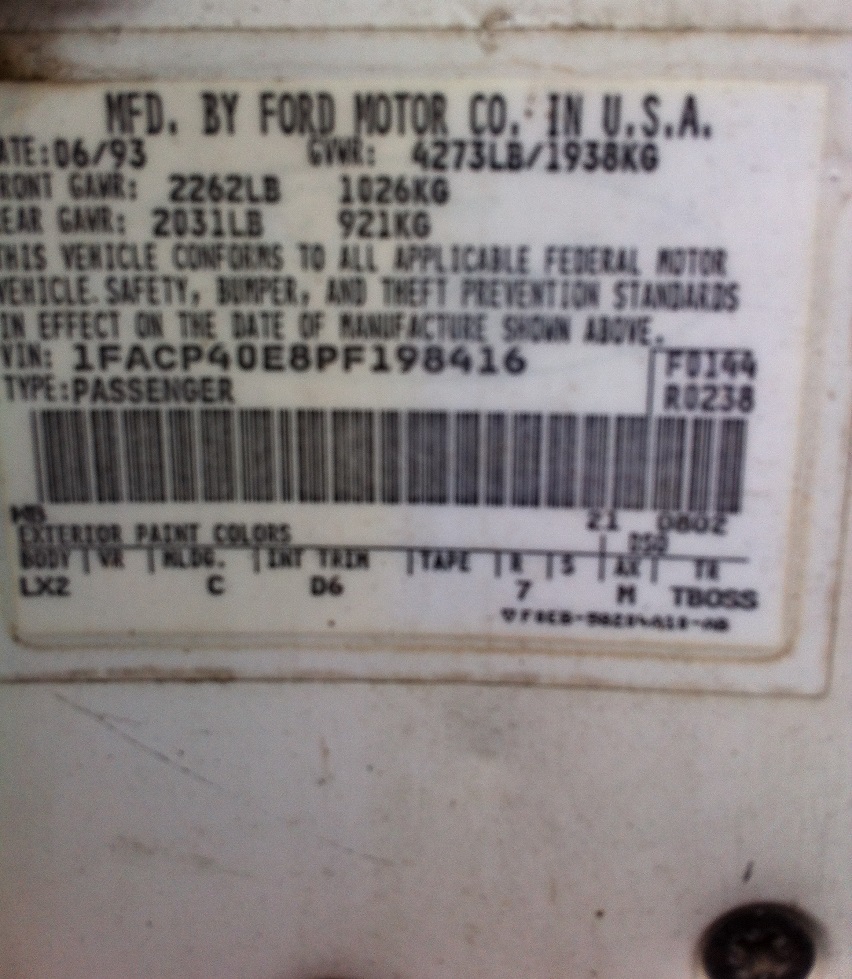 MFD. BY FORD MOTOR CO. IN U.S.A.
ATE:06/93 GVWR: 4273LB/1938KG
RONT GAWR: 2262LB 1026KG
EAR GAWR: 2031LB 921KG
THIS VEHICLE CONFORMS TO ALL APPLICABLE FEDERAL MOTOR
VEHICLE SAFETY, BUMPER, AND THEFT PREVENTION STANDARDS
IN EFFECT ON THE DATE OF MANUFACTURE SHOWN ABOVE.
VIN: 1FACP40E8PF198416 F0144
TYPE:PASSENGER R0238
WB 21 0802
EXTERIOR PAINT COLORS DSO
BODY VR MLDG. INT TRIM TAPE R S AX TR
LX2 C D6 7 M TBOSS